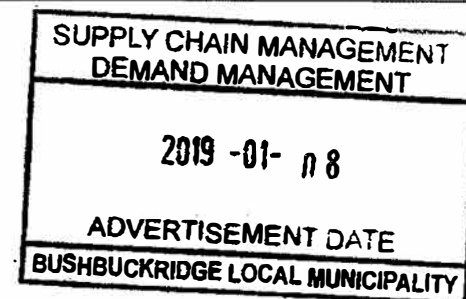 SUPPLY CHAIN MANAGEMENT
DEMAND MANAGEMENT
2019 -01- 08
ADVERTISEMENT DATE
BUSHBUCKRIDGE LOCAL MUNICIPALITY